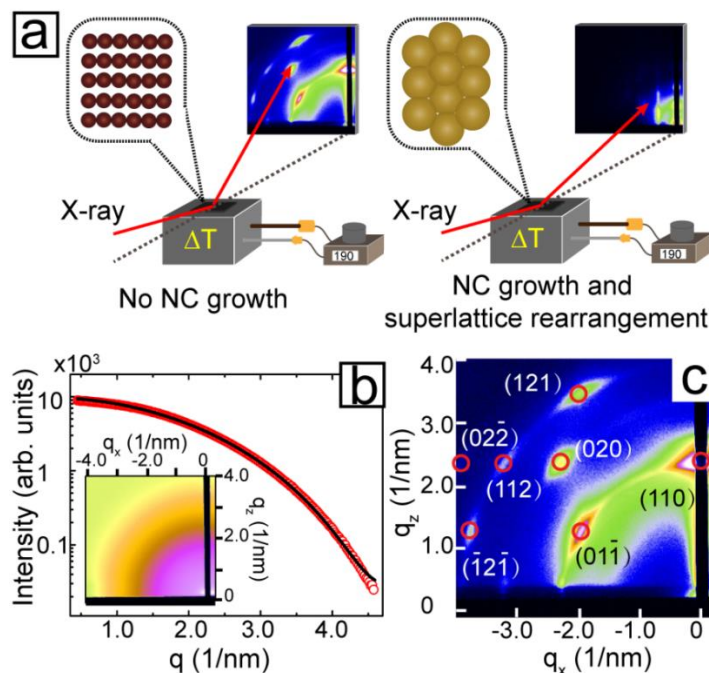 a
X-ray
ΔT
190
No NC growth
X-ray
ΔT
190
NC growth and
superlattice rearrangement
b
x10³
Intensity (arb. units)
10
1
0.1
1.0 2.0 3.0 4.0
q (1/nm)
q_x
(1/nm)
-4.0 -2.0 0
4.0
2.0
0
q_z (1/nm)
c
4.0
3.0
2.0
1.0
0
q_z (1/nm)
(121)
(022̄)
(020)
(112)
(110)
(1̄21̄)
(011̄)
-3.0 -2.0 -1.0 0
q_x (1/nm)